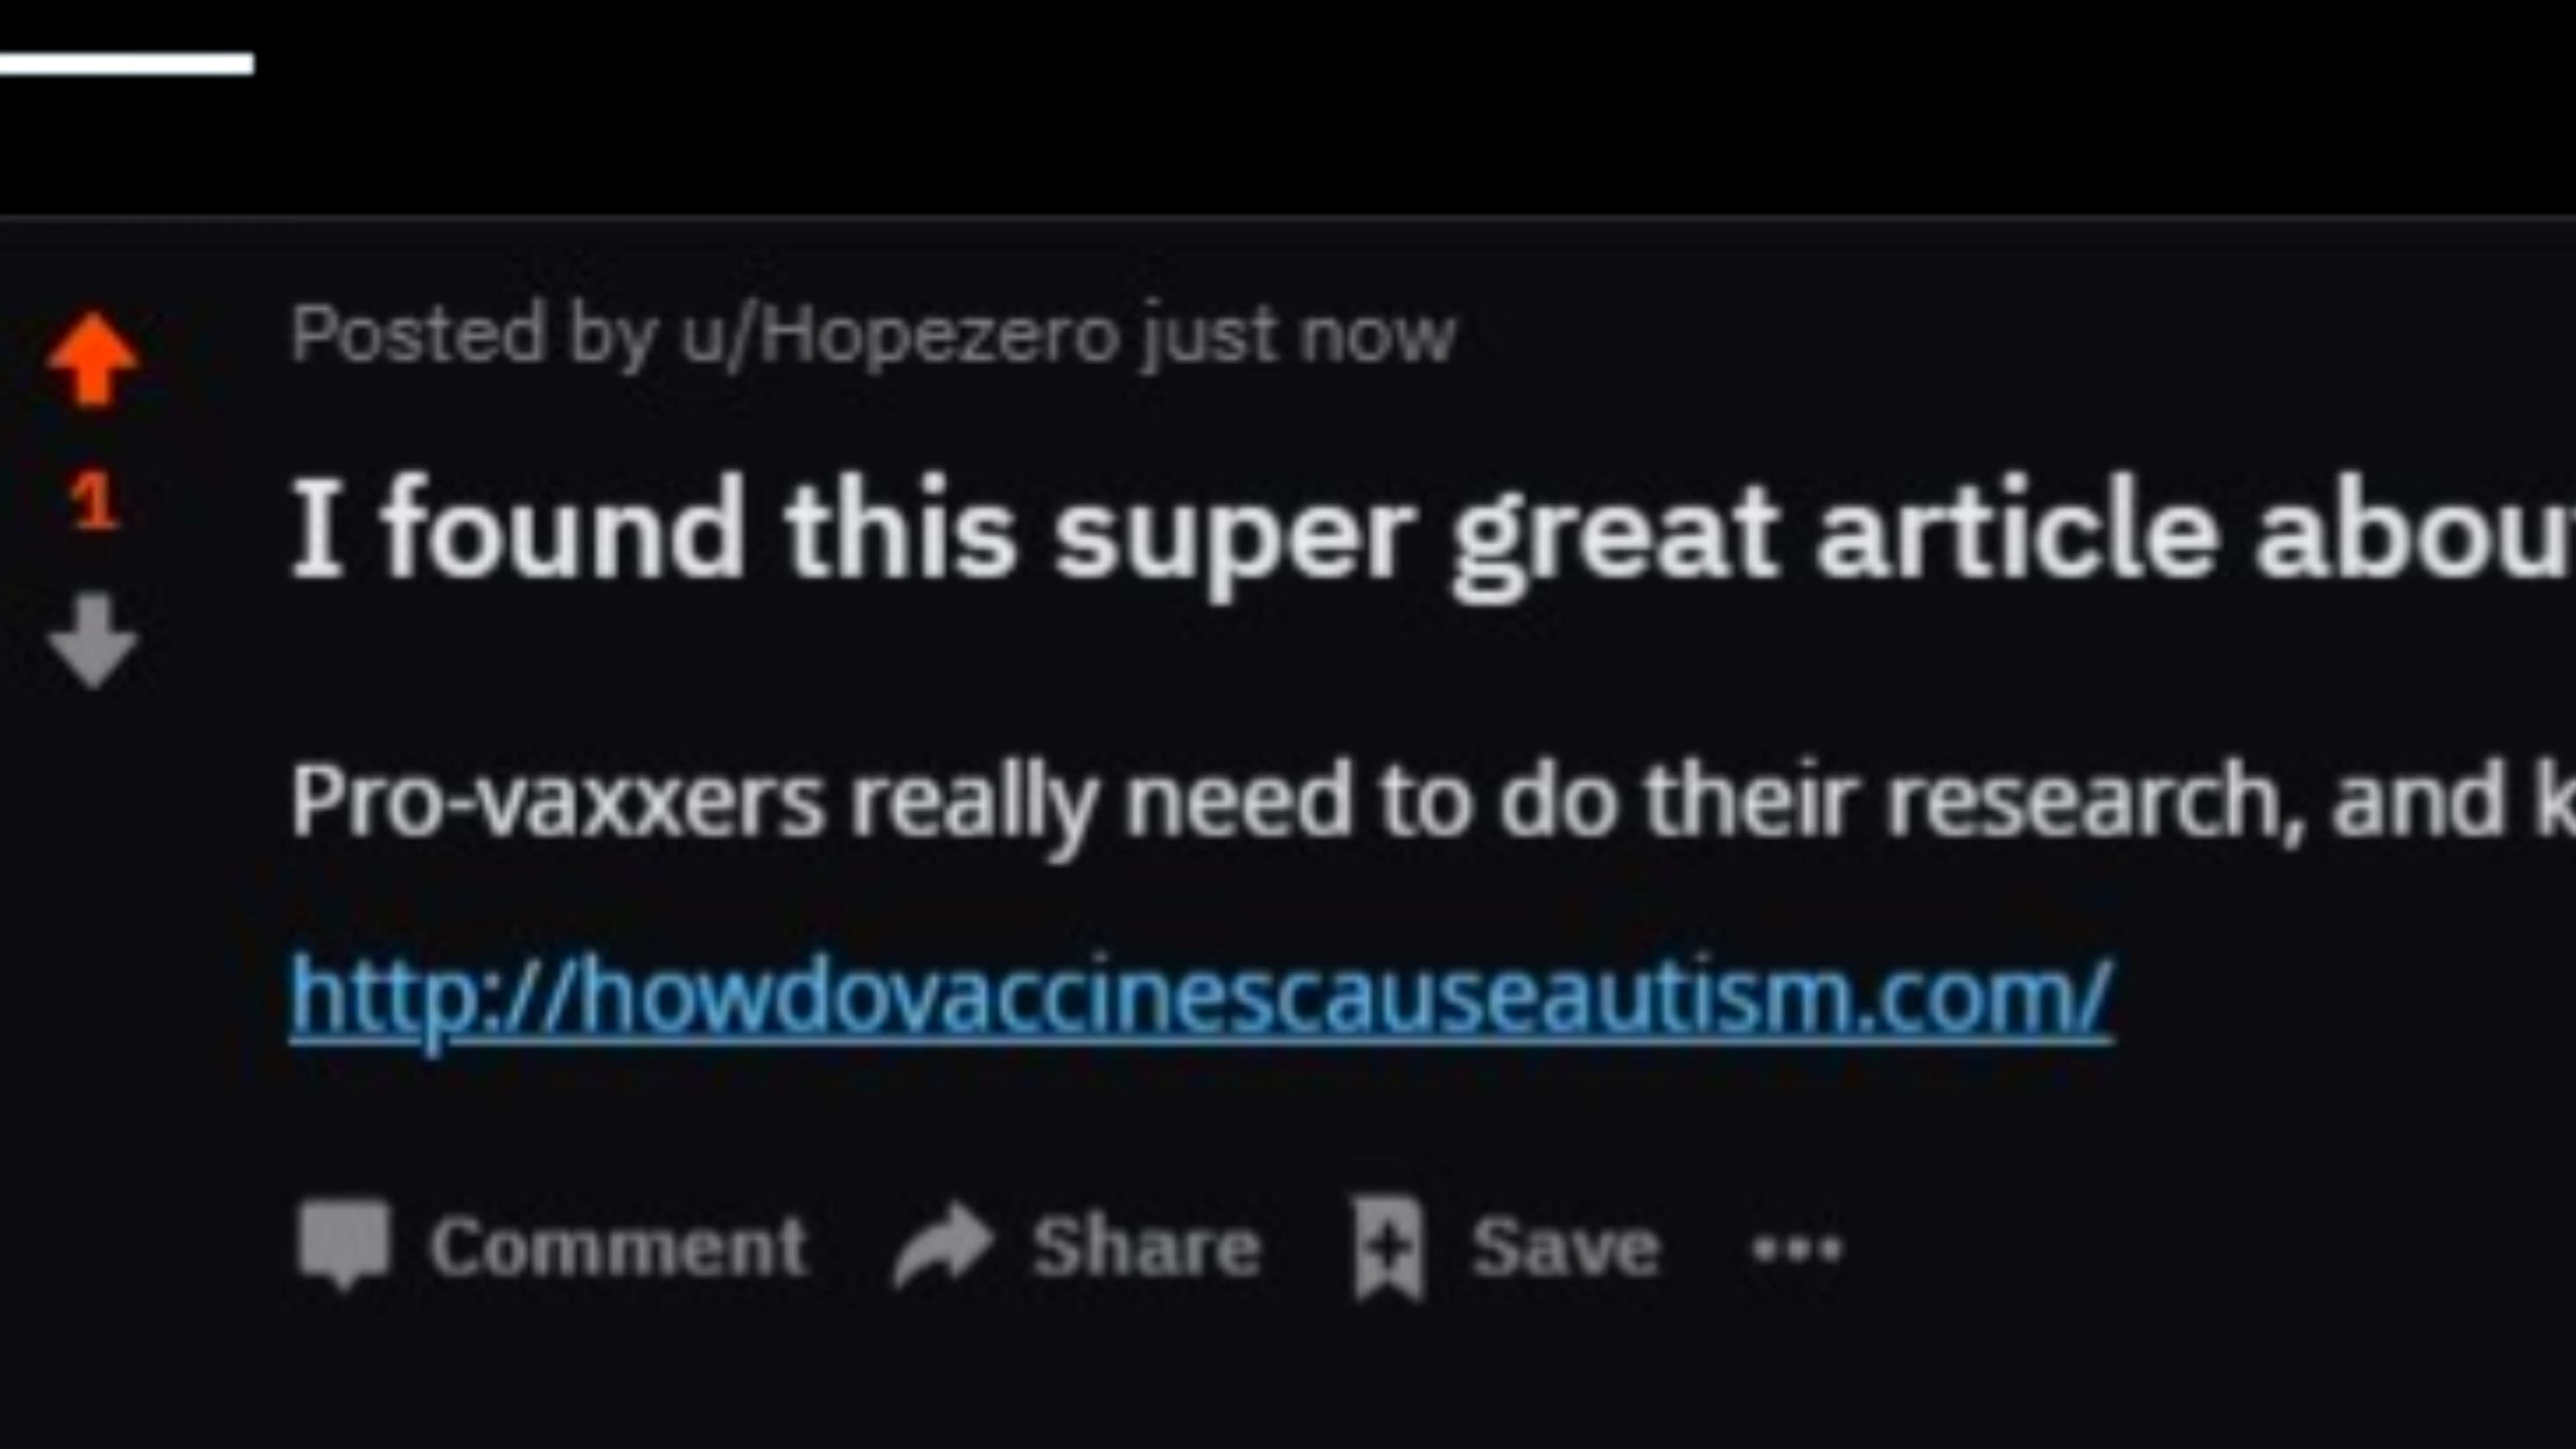 Posted by u/Hopezero just now
1
I found this super great article about
Pro-vaxxers really need to do their research, and k
http://howdovaccinescauseautism.com/
Comment Share Save ...